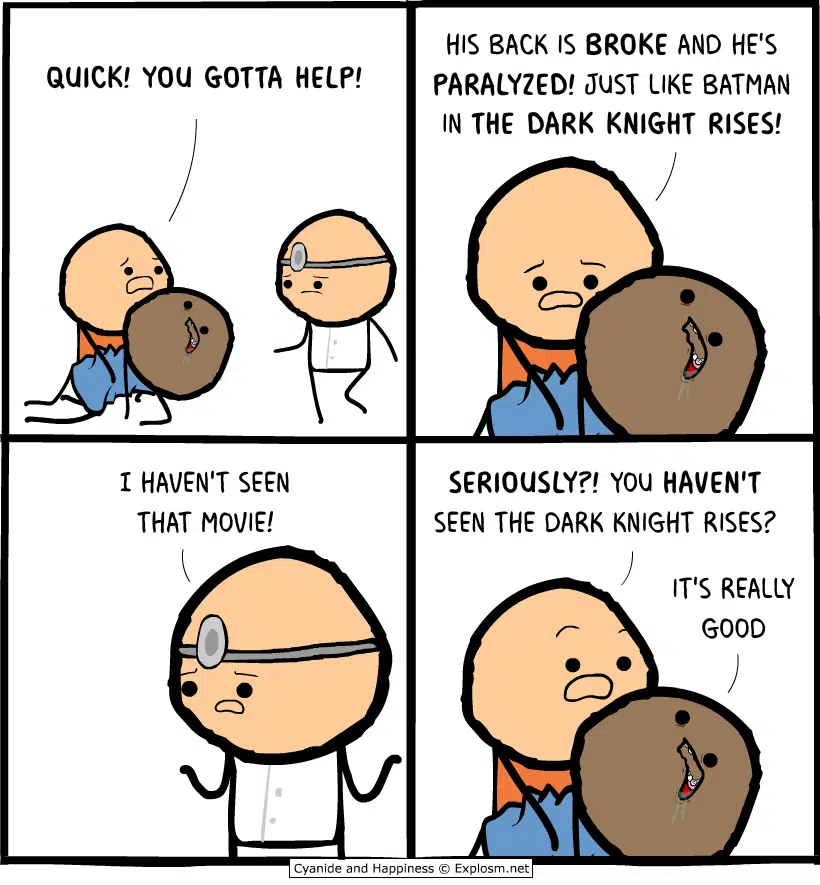 QUICK! YOU GOTTA HELP!
HIS BACK IS BROKE AND HE'S
PARALYZED! JUST LIKE BATMAN
IN THE DARK KNIGHT RISES!
I HAVEN'T SEEN
THAT MOVIE!
SERIOUSLY?! YOU HAVEN'T
SEEN THE DARK KNIGHT RISES?
IT'S REALLY
GOOD
Cyanide and Happiness © Explosm.net